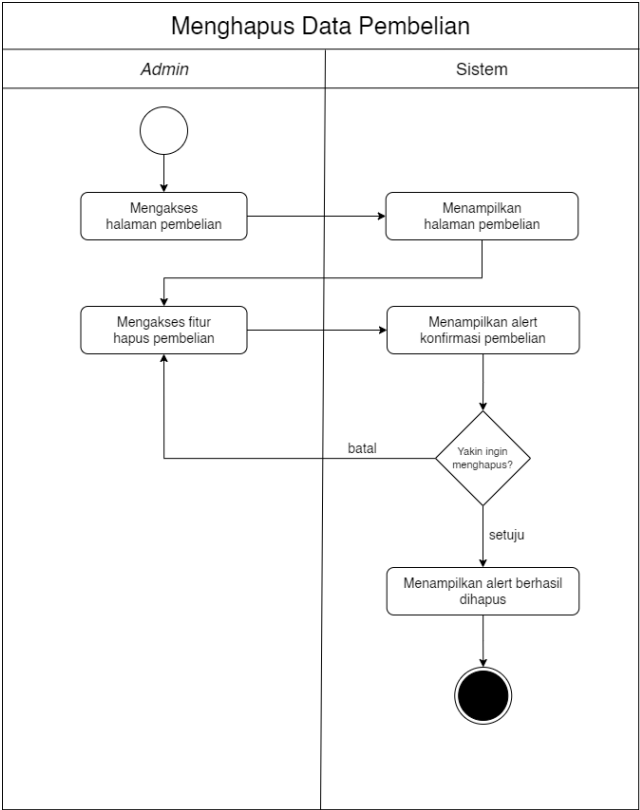 Menghapus Data Pembelian
Admin
Sistem
Mengakses
halaman pembelian
Menampilkan
halaman pembelian
Mengakses fitur
hapus pembelian
Menampilkan alert
konfirmasi pembelian
Yakin ingin
menghapus?
batal
setuju
Menampilkan alert berhasil
dihapus